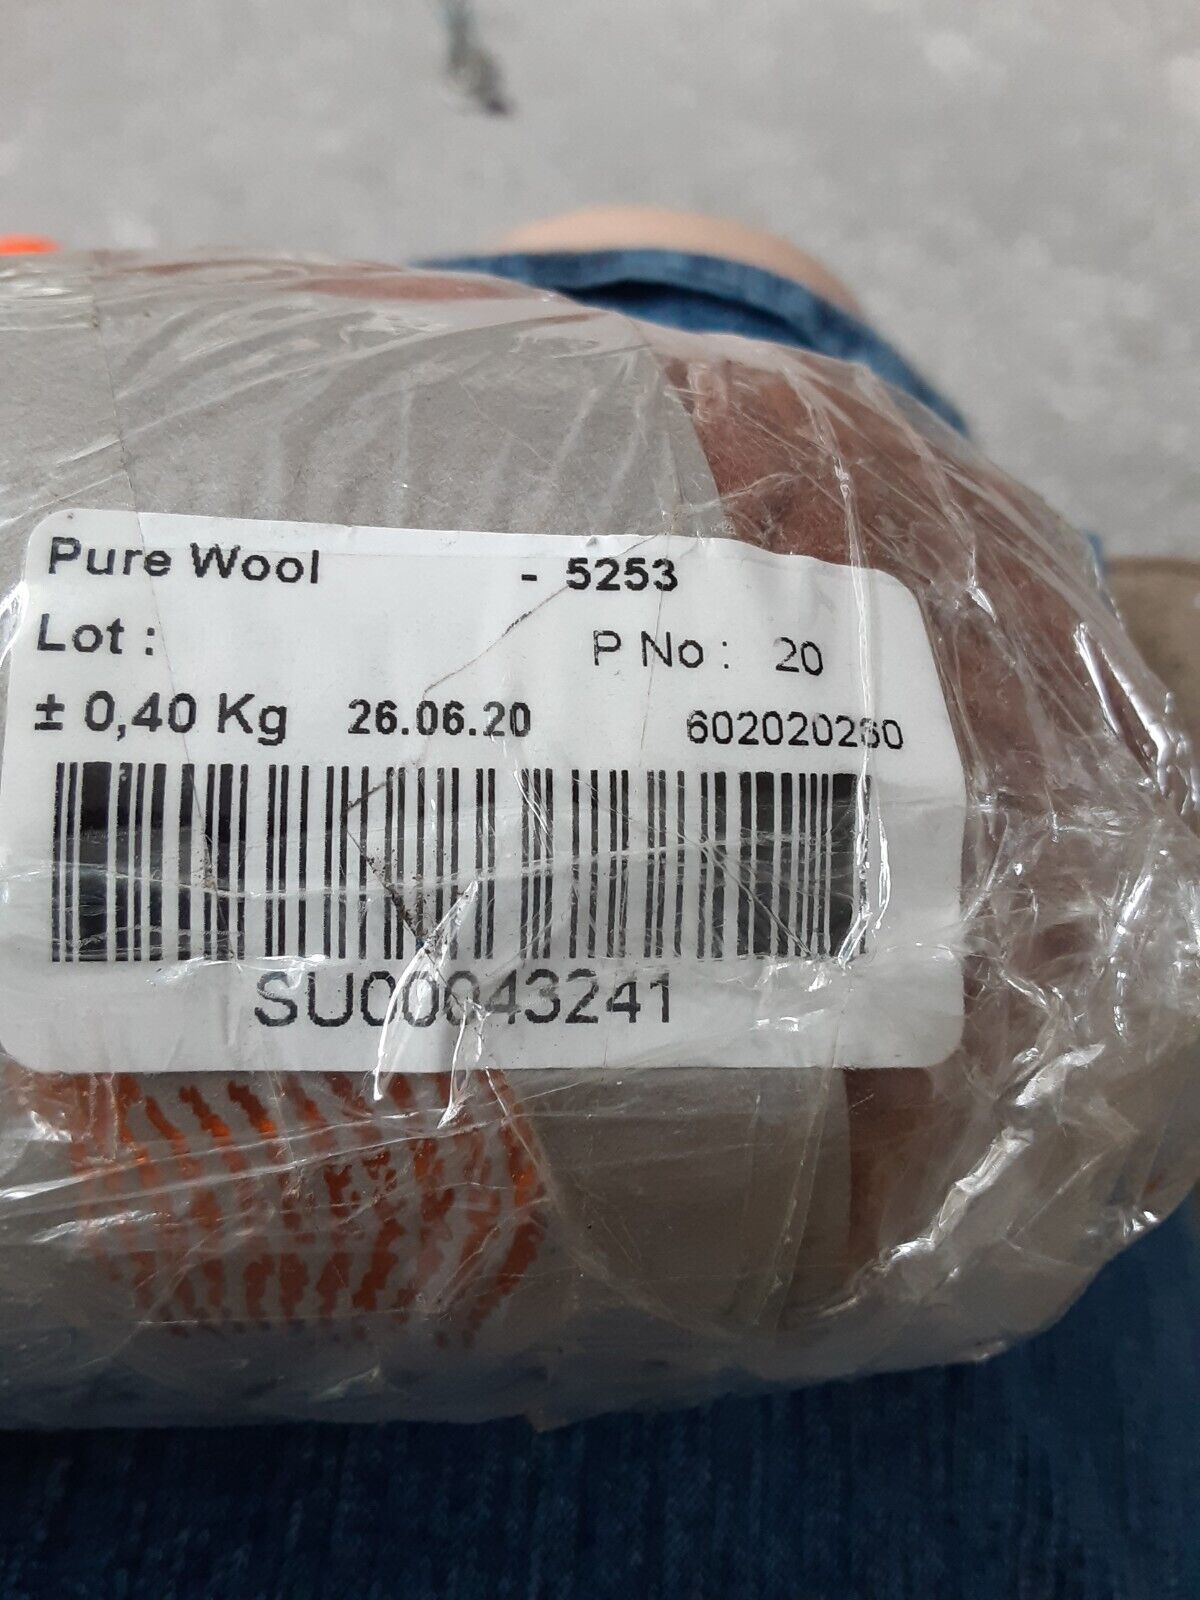 Pure Wool - 5253
Lot : P No : 20
± 0,40 Kg 26.06.20 602020260
SU00043241